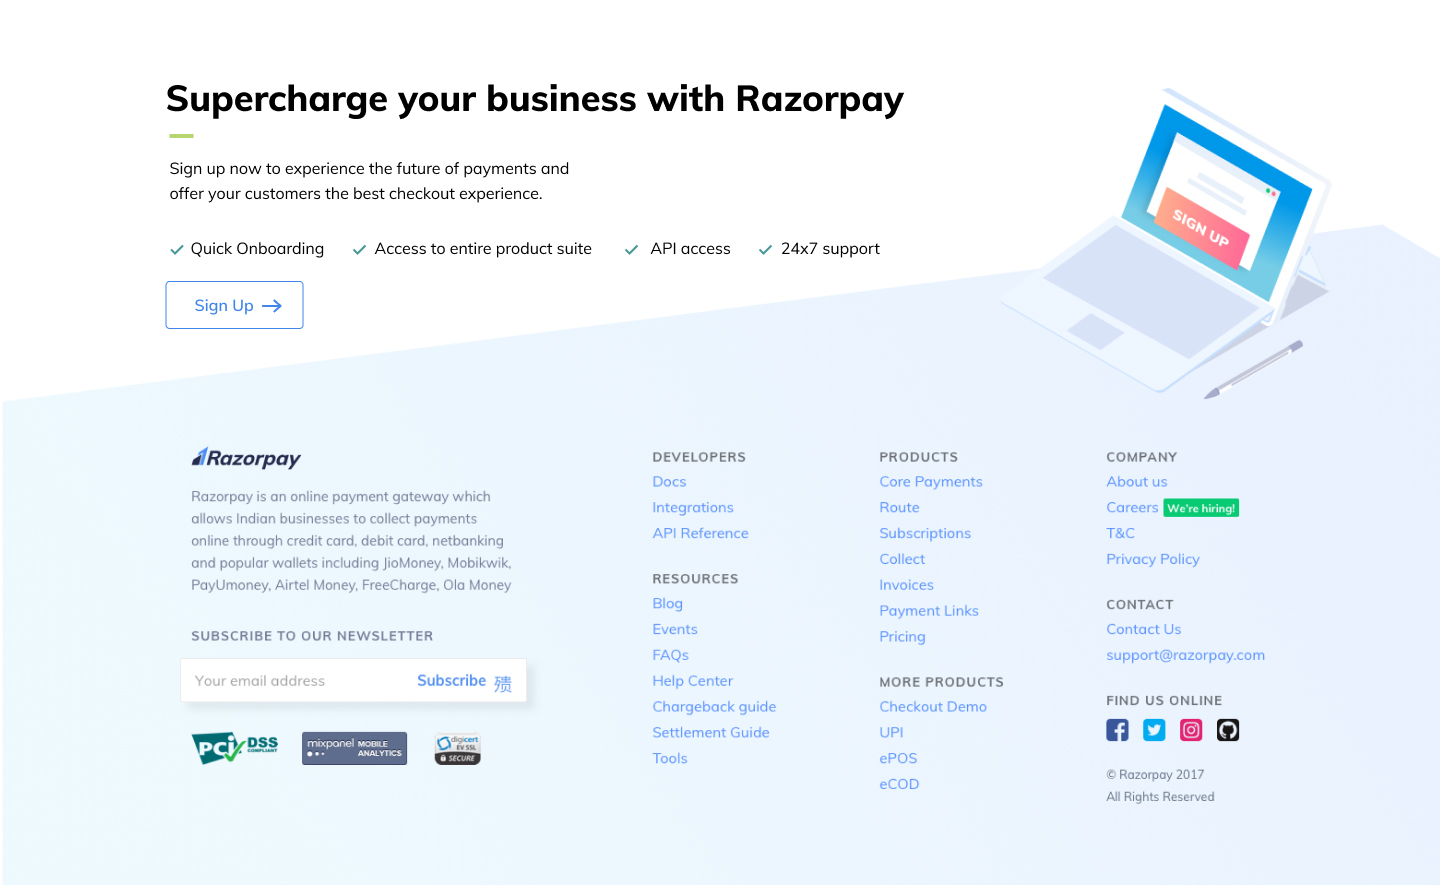 Supercharge your business with Razorpay
Sign up now to experience the future of payments and
offer your customers the best checkout experience.
Quick Onboarding
Access to entire product suite
API access
24x7 support
Sign Up
SIGN UP
Razorpay
Razorpay is an online payment gateway which
allows Indian businesses to collect payments
online through credit card, debit card, netbanking
and popular wallets including JioMoney, Mobikwik,
PayUmoney, Airtel Money, FreeCharge, Ola Money
SUBSCRIBE TO OUR NEWSLETTER
Your email address
Subscribe 殨
PCI DSS
COMPLIANT
mixpanel MOBILE
ANALYTICS
digicert
EV SSL
SECURE
DEVELOPERS
Docs
Integrations
API Reference
RESOURCES
Blog
Events
FAQs
Help Center
Chargeback guide
Settlement Guide
Tools
PRODUCTS
Core Payments
Route
Subscriptions
Collect
Invoices
Payment Links
Pricing
MORE PRODUCTS
Checkout Demo
UPI
ePOS
eCOD
COMPANY
About us
Careers We're hiring!
T&C
Privacy Policy
CONTACT
Contact Us
support@razorpay.com
FIND US ONLINE
© Razorpay 2017
All Rights Reserved